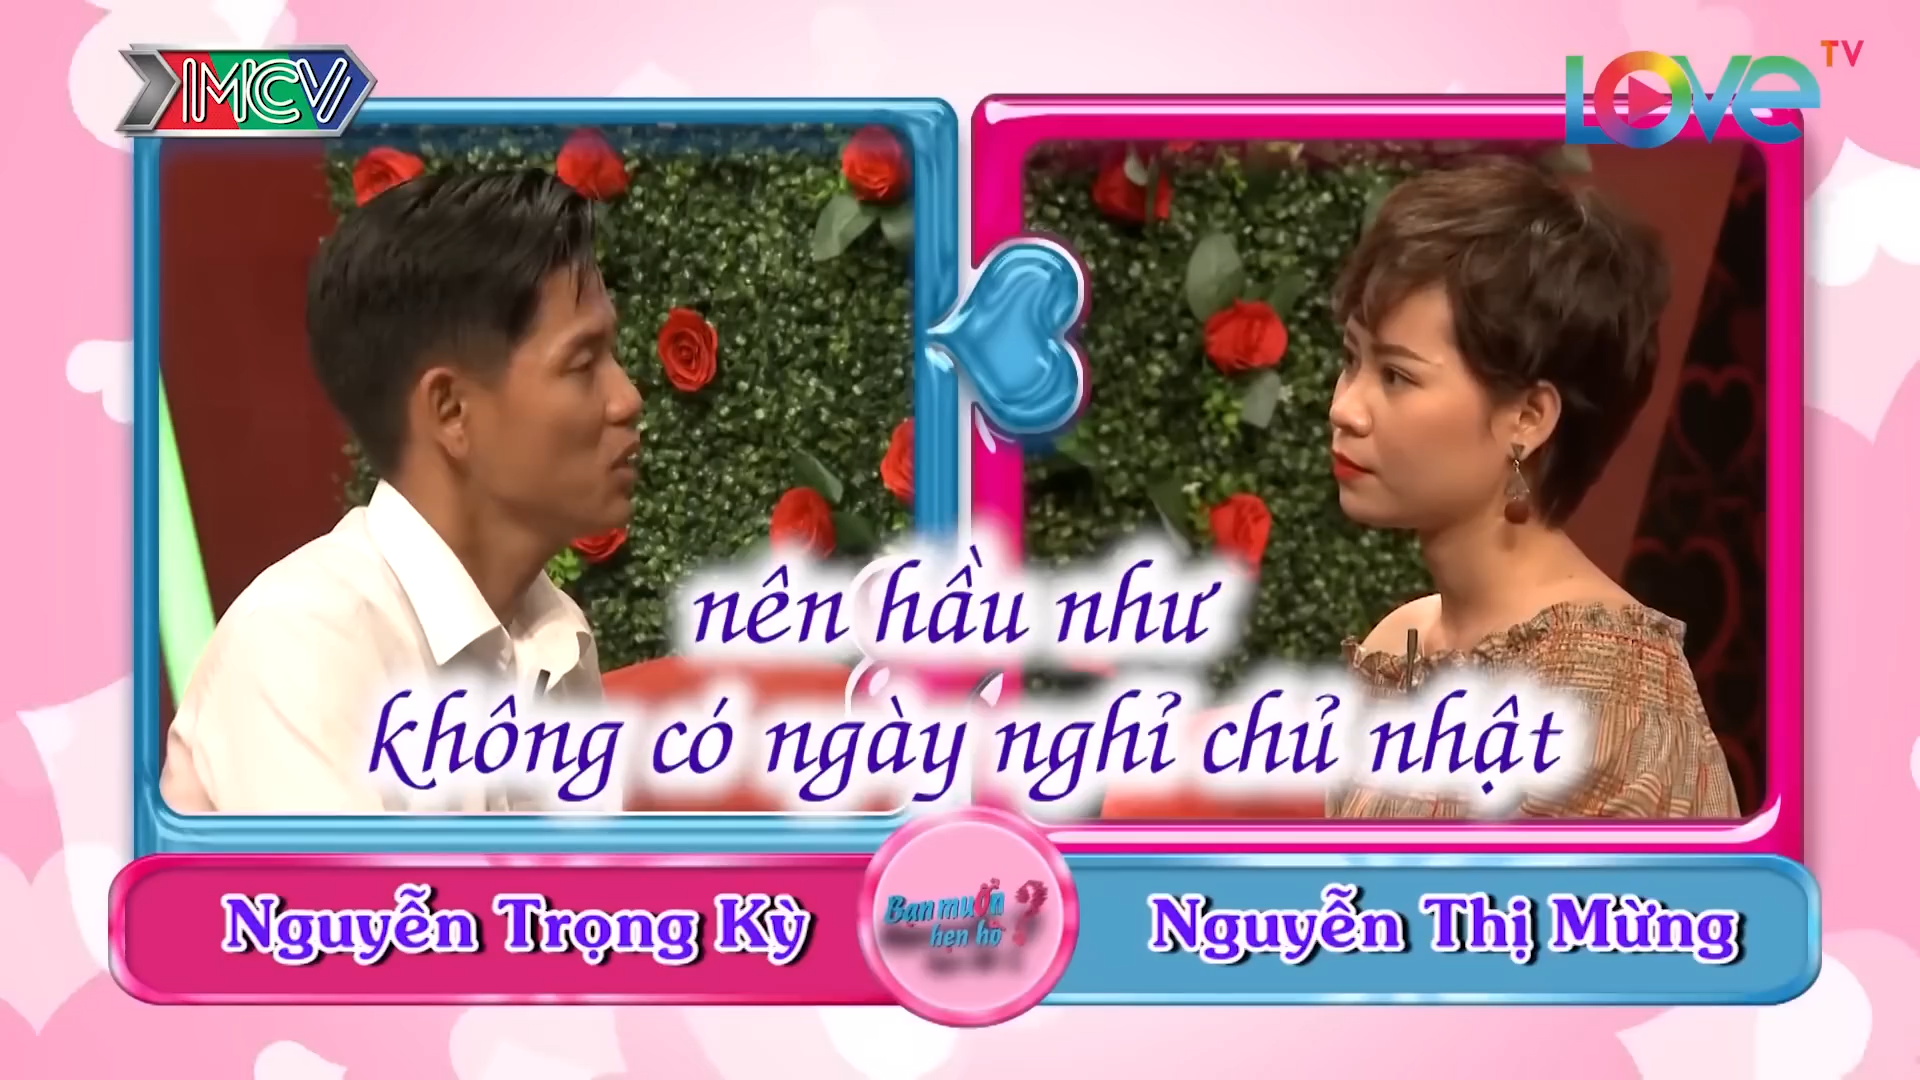 MCV
LOVE TV
nên hầu như
không có ngày nghỉ chủ nhật
Nguyễn Trọng Kỳ
Bạn muốn
hẹn hò ?
Nguyễn Thị Mừng